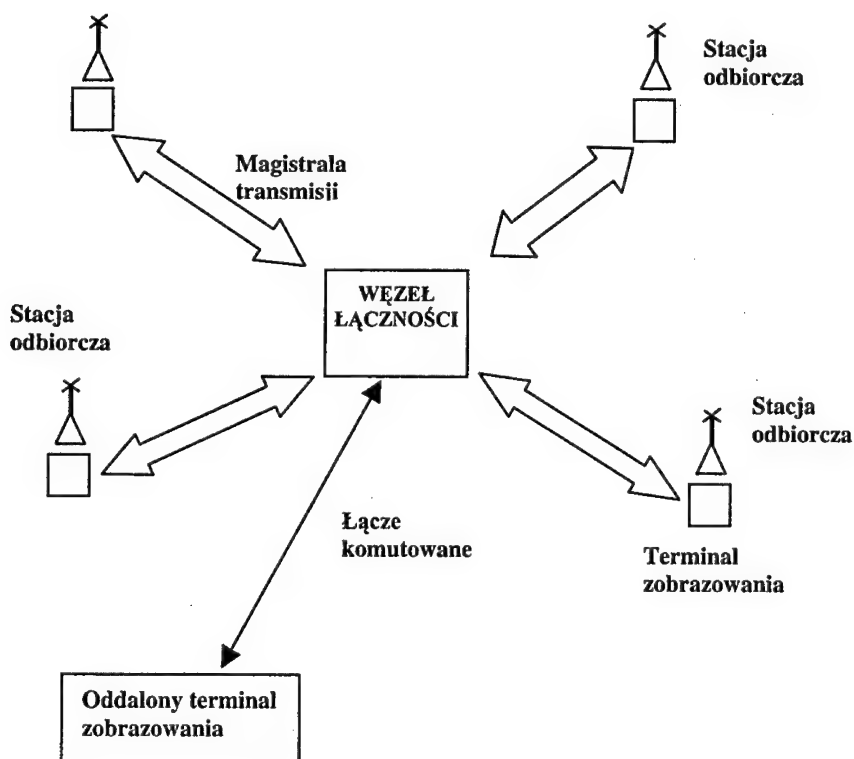 Stacja
odbiorcza
Magistrala
transmisji
WĘZEŁ
ŁĄCZNOŚCI
Stacja
odbiorcza
Stacja
odbiorcza
Łącze
komutowane
Terminal
zobrazowania
Oddalony terminal
zobrazowania